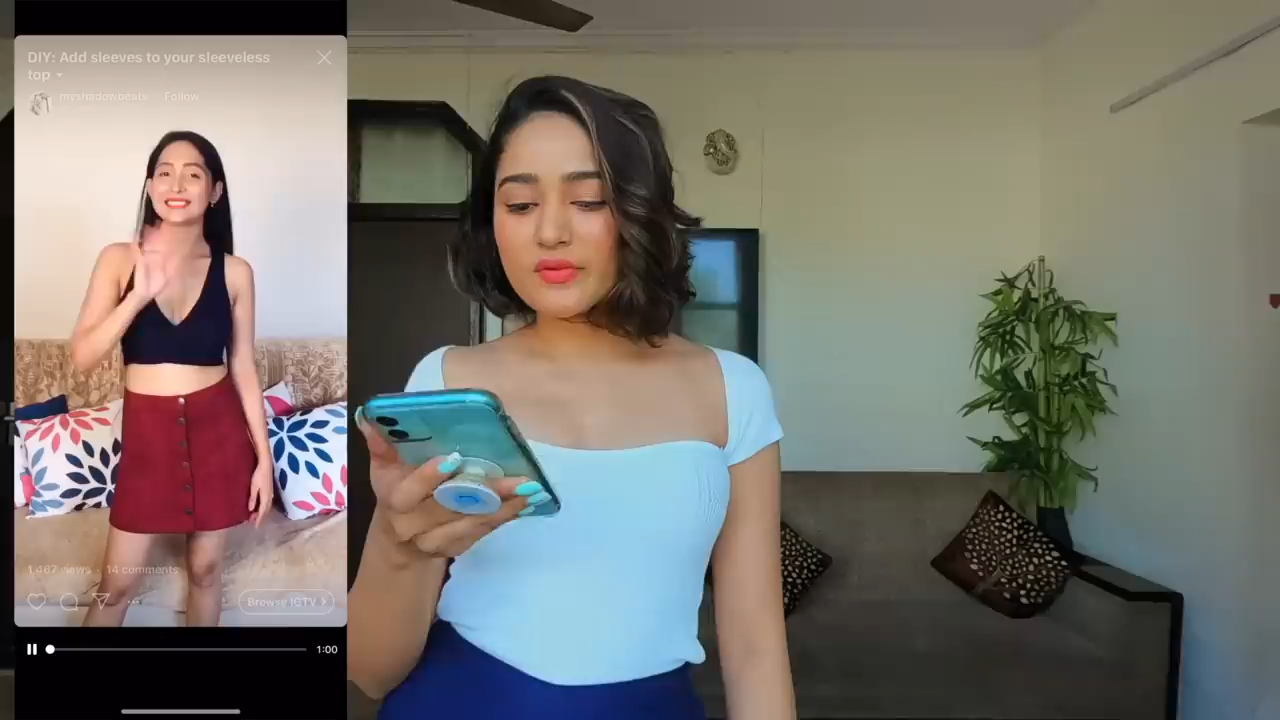 DIY: Add sleeves to your sleeveless
top
myshadowbeats · Follow
1,467 views · 14 comments
Browse IGTV >
1:00